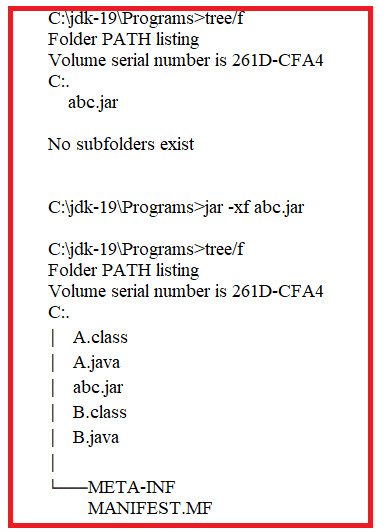 C:\jdk-19\Programs>tree/f
Folder PATH listing
Volume serial number is 261D-CFA4
C:.
abc.jar
No subfolders exist
C:\jdk-19\Programs>jar -xf abc.jar
C:\jdk-19\Programs>tree/f
Folder PATH listing
Volume serial number is 261D-CFA4
C:.
│ A.class
│ A.java
│ abc.jar
│ B.class
│ B.java
│
└───META-INF
MANIFEST.MF